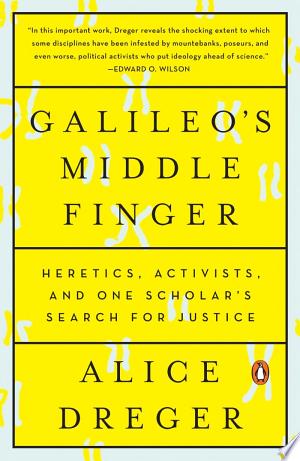 "In this important work, Dreger reveals the shocking extent to which
some disciplines have been infested by mountebanks, poseurs, and
even worse, political activists who put ideology ahead of science."
—EDWARD O. WILSON
GALILEO'S
MIDDLE
FINGER
HERETICS, ACTIVISTS,
AND ONE SCHOLAR'S
SEARCH FOR JUSTICE
ALICE
DREGER